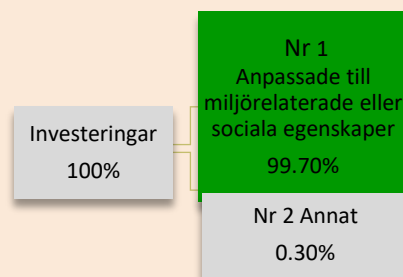 Investeringar
100%
Nr 1
Anpassade till
miljörelaterade eller
sociala egenskaper
99.70%
Nr 2 Annat
0.30%